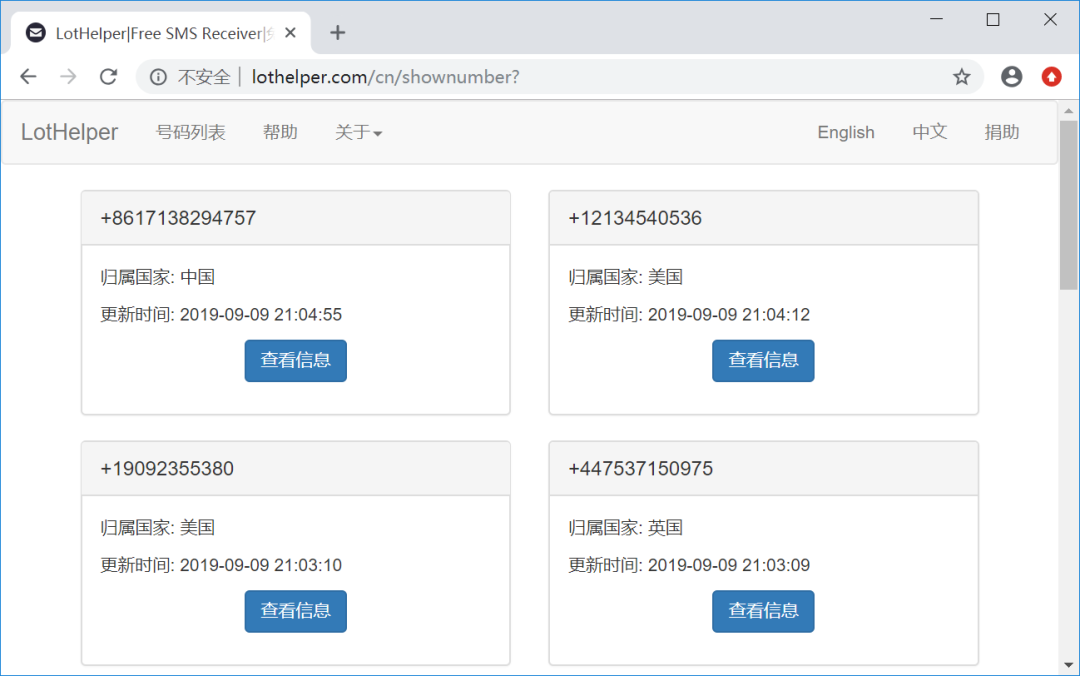 LotHelper|Free SMS Receiver|
不安全 | lothelper.com/cn/shownumber?
LotHelper 号码列表 帮助 关于 English 中文 捐助
+8617138294757
归属国家: 中国
更新时间: 2019-09-09 21:04:55
查看信息
+12134540536
归属国家: 美国
更新时间: 2019-09-09 21:04:12
查看信息
+19092355380
归属国家: 美国
更新时间: 2019-09-09 21:03:10
查看信息
+447537150975
归属国家: 英国
更新时间: 2019-09-09 21:03:09
查看信息